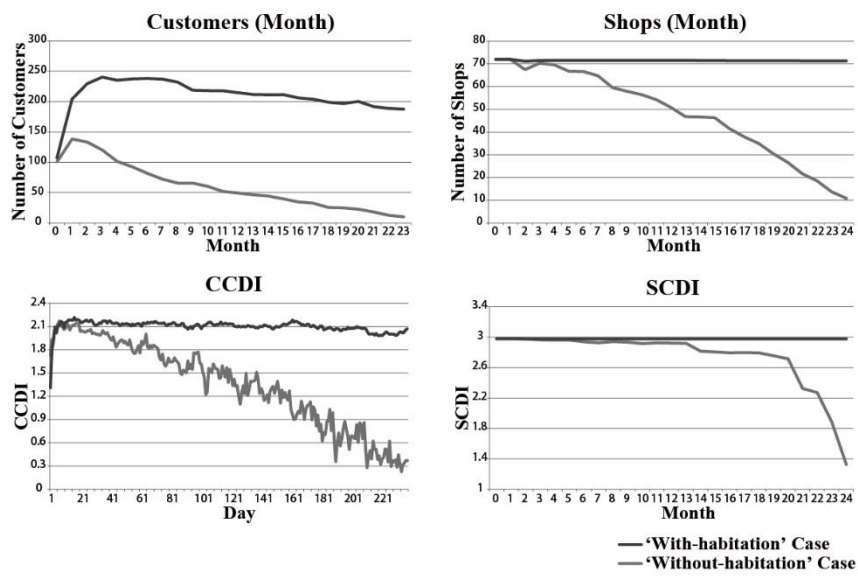 Customers (Month)
300
250
200
150
100
50
0
Number of Customers
0 1 2 3 4 5 6 7 8 9 10 11 12 13 14 15 16 17 18 19 20 21 22 23
Month
Shops (Month)
80
70
60
50
40
30
20
10
0
Number of Shops
0 1 2 3 4 5 6 7 8 9 10 11 12 13 14 15 16 17 18 19 20 21 22 23 24
Month
CCDI
2.4
2.1
1.8
1.5
1.2
0.9
0.6
0.3
0
CCDI
1 21 41 61 81 101 121 141 161 181 201 221
Day
SCDI
3.4
3
2.6
2.2
1.8
1.4
1
SCDI
0 1 2 3 4 5 6 7 8 9 10 11 12 13 14 15 16 17 18 19 20 21 22 23 24
Month
‘With-habitation’ Case
‘Without-habitation’ Case